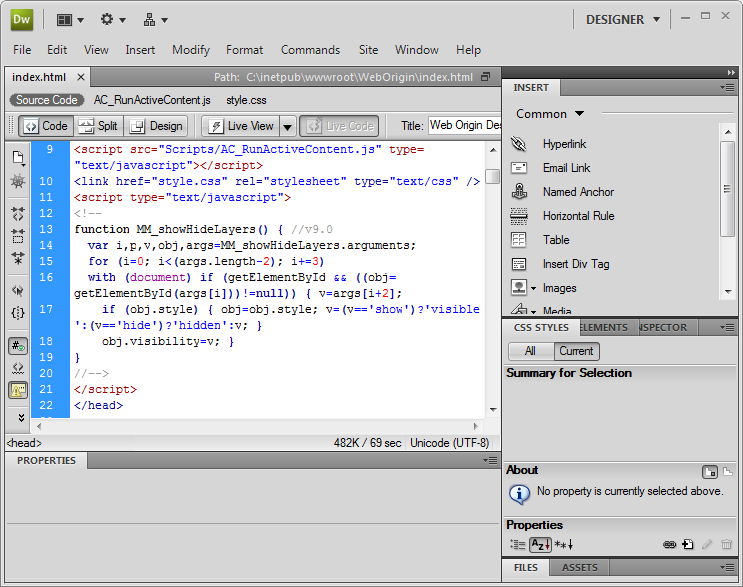 Dw
DESIGNER
File Edit View Insert Modify Format Commands Site Window Help
index.html
Path: C:\inetpub\wwwroot\WebOrigin\index.html
Source Code AC_RunActiveContent.js style.css
Code Split Design Live View Live Code Title: Web Origin Des
9 <script src="Scripts/AC_RunActiveContent.js" type=
"text/javascript"></script>
10 <link href="style.css" rel="stylesheet" type="text/css" />
11 <script type="text/javascript">
12 <!--
13 function MM_showHideLayers() { //v9.0
14 var i,p,v,obj,args=MM_showHideLayers.arguments;
15 for (i=0; i<(args.length-2); i+=3)
16 with (document) if (getElementById && ((obj=
getElementById(args[i]))!=null)) { v=args[i+2];
17 if (obj.style) { obj=obj.style; v=(v=='show')?'visible
':(v=='hide')?'hidden':v; }
18 obj.visibility=v; }
19 }
20 //-->
21 </script>
22 </head>
<head>
482K / 69 sec Unicode (UTF-8)
PROPERTIES
INSERT
Common
Hyperlink
Email Link
Named Anchor
Horizontal Rule
Table
Insert Div Tag
Images
Media
CSS STYLES ELEMENTS NSPECTOR
All Current
Summary for Selection
About
No property is currently selected above.
Properties
Az
FILES ASSETS